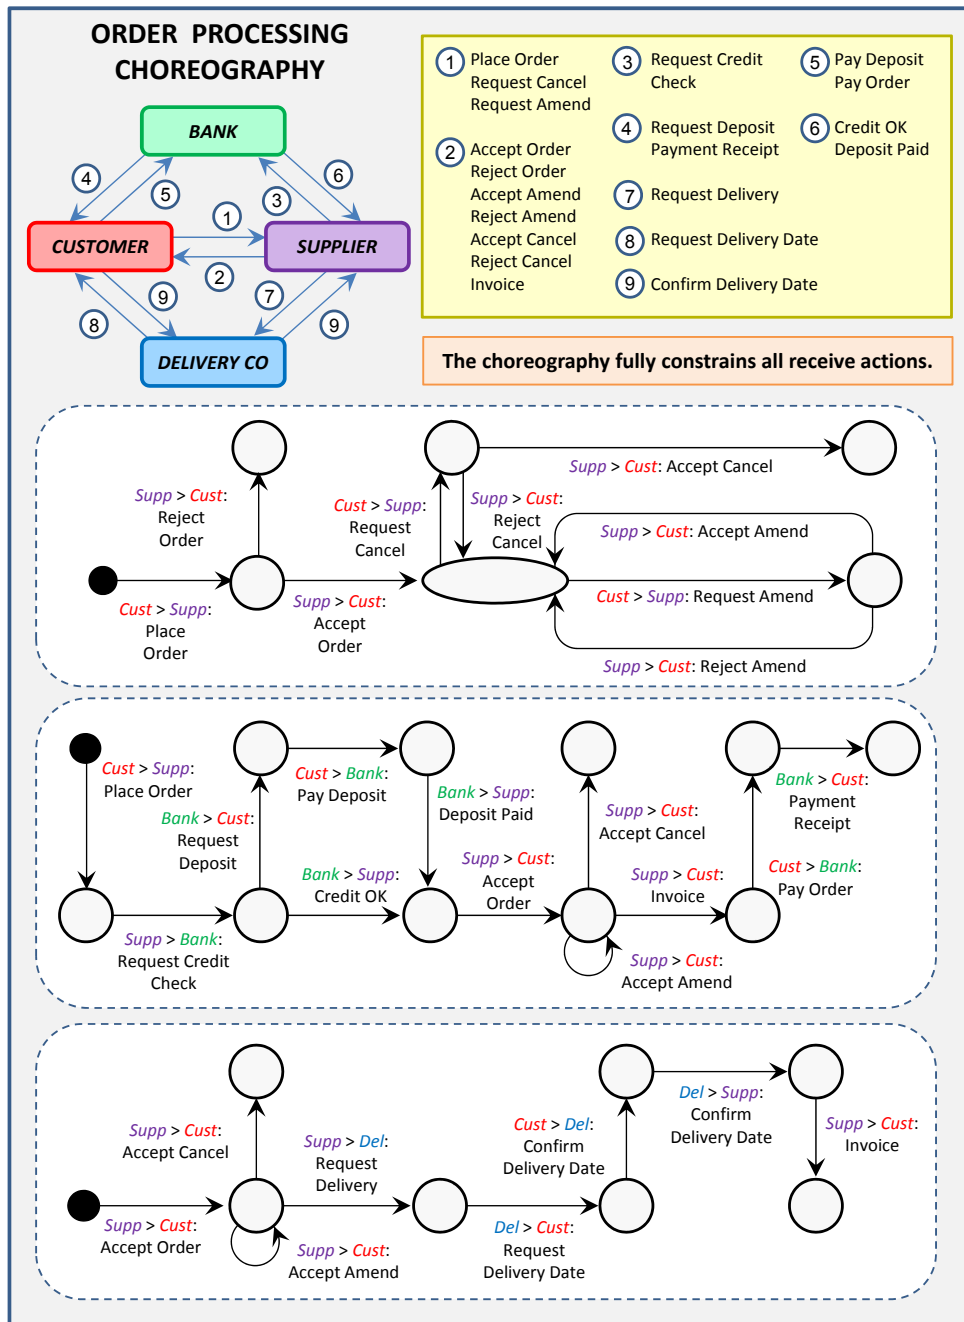 ORDER PROCESSING
CHOREOGRAPHY
BANK
CUSTOMER
SUPPLIER
DELIVERY CO
4
5
6
3
1
2
9
7
8
9
1 Place Order
Request Cancel
Request Amend
2 Accept Order
Reject Order
Accept Amend
Reject Amend
Accept Cancel
Reject Cancel
Invoice
3 Request Credit
Check
4 Request Deposit
Payment Receipt
7 Request Delivery
8 Request Delivery Date
9 Confirm Delivery Date
5 Pay Deposit
Pay Order
6 Credit OK
Deposit Paid
The choreography fully constrains all receive actions.
Supp > Cust:
Reject
Order
Cust > Supp:
Request
Cancel
Supp > Cust:
Reject
Cancel
Supp > Cust: Accept Cancel
Supp > Cust: Accept Amend
Cust > Supp: Request Amend
Supp > Cust: Reject Amend
Cust > Supp:
Place
Order
Supp > Cust:
Accept
Order
Cust > Supp:
Place Order
Bank > Cust:
Request
Deposit
Cust > Bank:
Pay Deposit
Bank > Supp:
Deposit Paid
Supp > Cust:
Accept Cancel
Bank > Cust:
Payment
Receipt
Bank > Supp:
Credit OK
Supp > Cust:
Accept
Order
Supp > Cust:
Invoice
Cust > Bank:
Pay Order
Supp > Bank:
Request Credit
Check
Supp > Cust:
Accept Amend
Supp > Cust:
Accept Cancel
Supp > Del:
Request
Delivery
Cust > Del:
Confirm
Delivery Date
Del > Supp:
Confirm
Delivery Date
Supp > Cust:
Invoice
Supp > Cust:
Accept Order
Supp > Cust:
Accept Amend
Del > Cust:
Request
Delivery Date